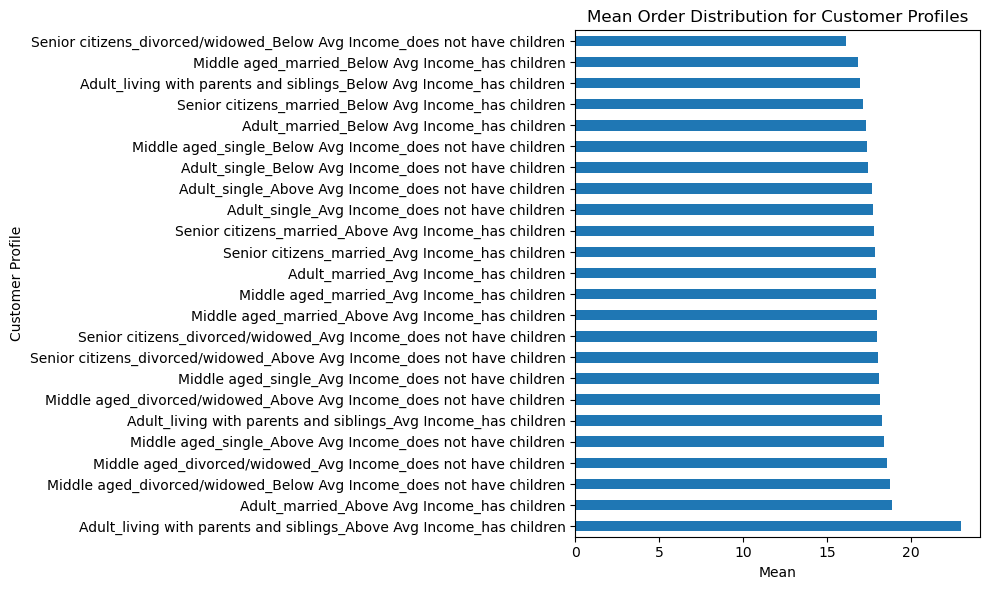 Mean Order Distribution for Customer Profiles
Senior citizens_divorced/widowed_Below Avg Income_does not have children
Middle aged_married_Below Avg Income_has children
Adult_living with parents and siblings_Below Avg Income_has children
Senior citizens_married_Below Avg Income_has children
Adult_married_Below Avg Income_has children
Middle aged_single_Below Avg Income_does not have children
Adult_single_Below Avg Income_does not have children
Adult_single_Above Avg Income_does not have children
Adult_single_Avg Income_does not have children
Senior citizens_married_Above Avg Income_has children
Senior citizens_married_Avg Income_has children
Adult_married_Avg Income_has children
Middle aged_married_Avg Income_has children
Middle aged_married_Above Avg Income_has children
Senior citizens_divorced/widowed_Avg Income_does not have children
Senior citizens_divorced/widowed_Above Avg Income_does not have children
Middle aged_single_Avg Income_does not have children
Middle aged_divorced/widowed_Above Avg Income_does not have children
Adult_living with parents and siblings_Avg Income_has children
Middle aged_single_Above Avg Income_does not have children
Middle aged_divorced/widowed_Avg Income_does not have children
Middle aged_divorced/widowed_Below Avg Income_does not have children
Adult_married_Above Avg Income_has children
Adult_living with parents and siblings_Above Avg Income_has children
Customer Profile
0 5 10 15 20
Mean